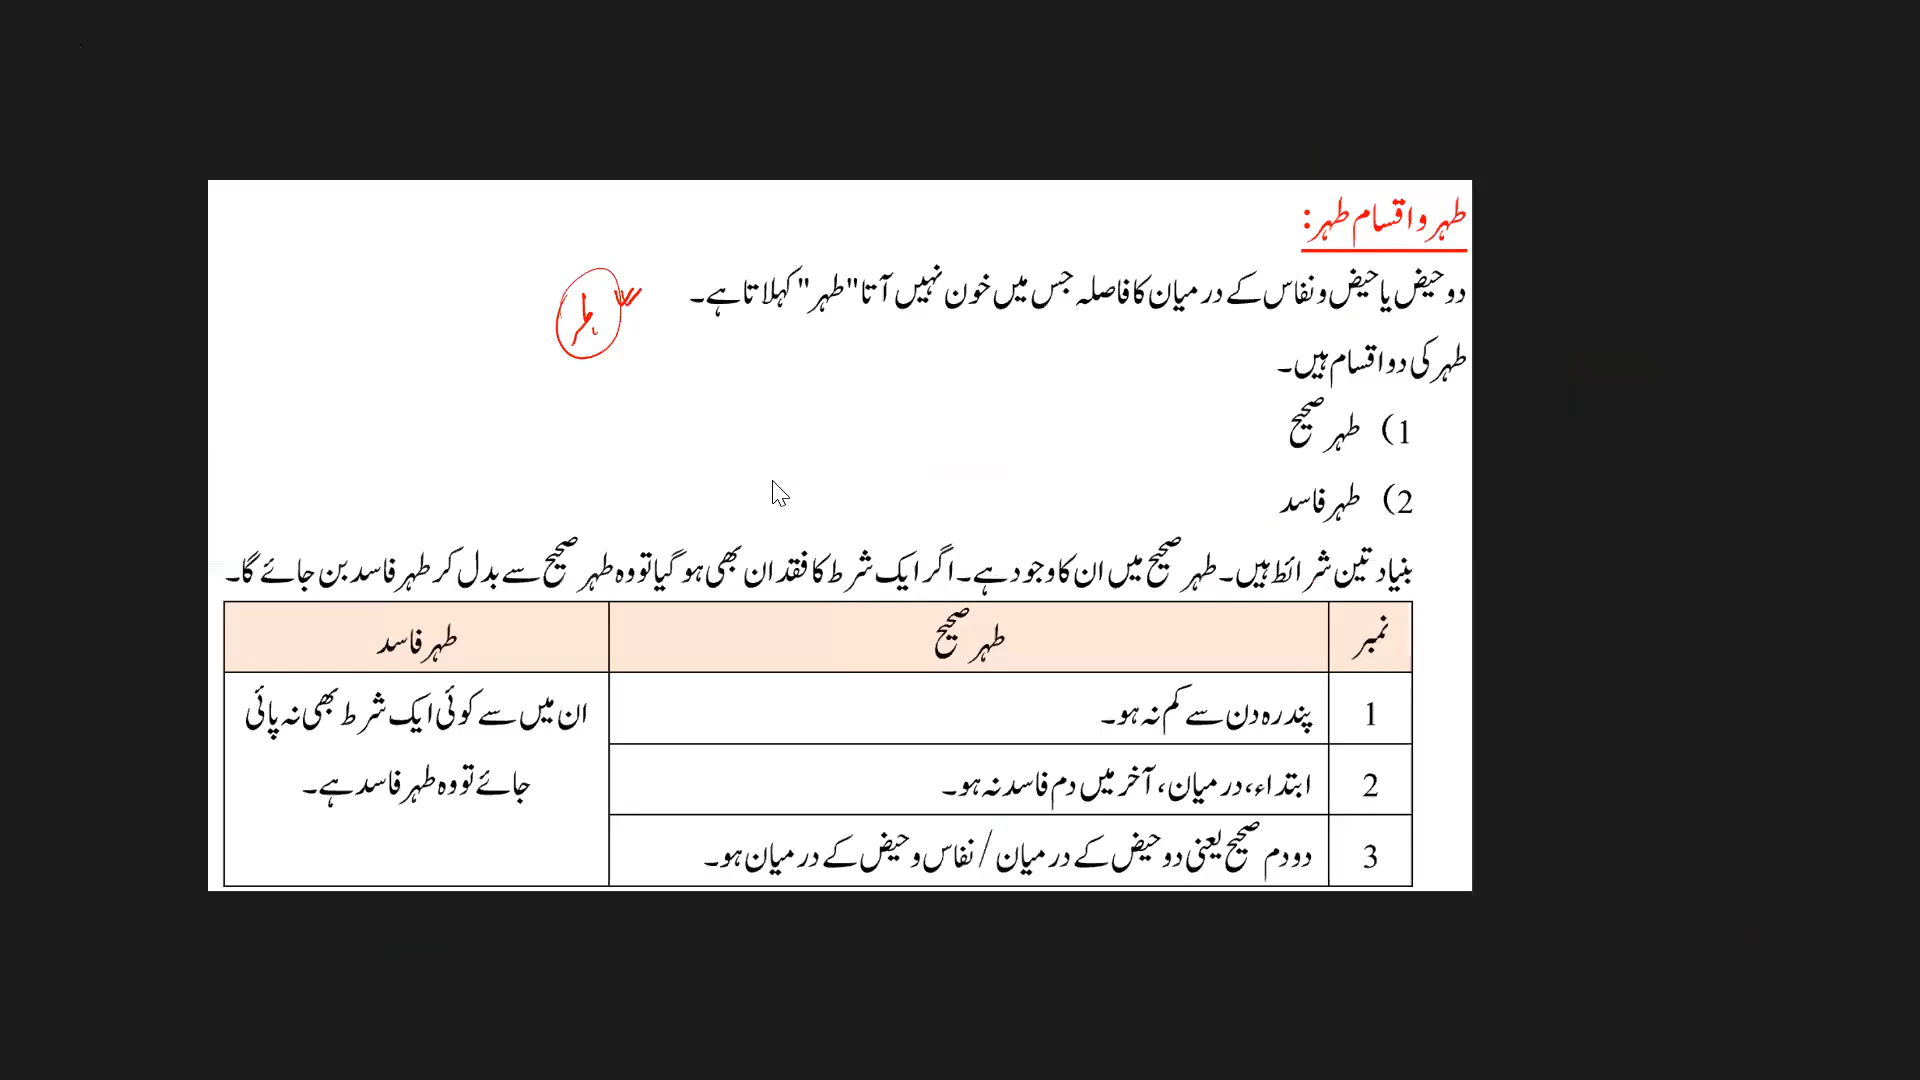 طہر و اقسام طہر:
دو حیض یا حیض و نفاس کے درمیان کا فاصلہ جس میں خون نہیں آتا "طہر" کہلاتا ہے۔
طہر
طہر کی دو اقسام ہیں۔
1) طہر صحیح
2) طہر فاسد
بنیاد تین شرائط ہیں۔ طہر صحیح میں ان کا وجود ہے۔ اگر ایک شرط کا فقدان بھی ہو گیا تو وہ طہر صحیح سے بدل کر طہر فاسد بن جائے گا۔
نمبر طہر صحیح طہر فاسد
1 پندرہ دن سے کم نہ ہو۔ ان میں سے کوئی ایک شرط بھی نہ پائی
2 ابتداء، درمیان، آخر میں دم فاسد نہ ہو۔ جائے تو وہ طہر فاسد ہے۔
3 دو دم صحیح یعنی دو حیض کے درمیان / نفاس و حیض کے درمیان ہو۔